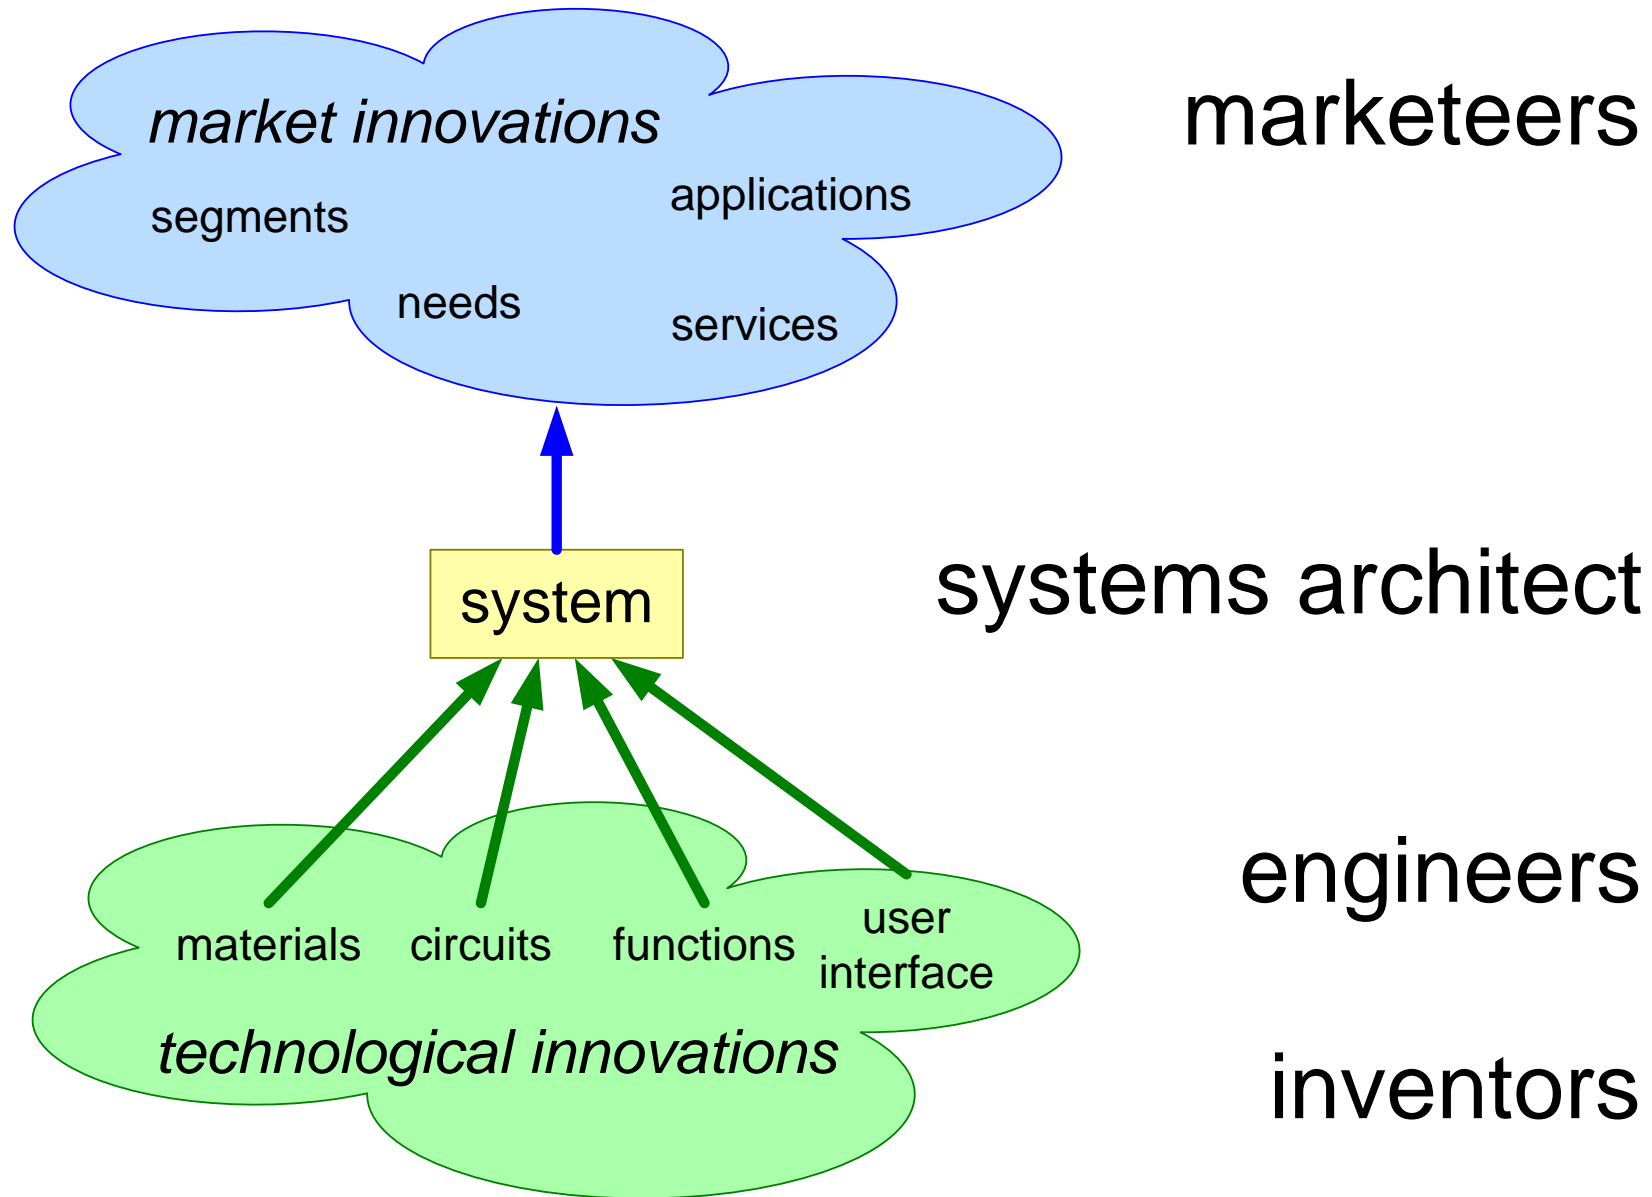 market innovations
marketeers
segments
applications
needs
services
system
systems architect
engineers
materials
circuits
functions
user
interface
technological innovations
inventors